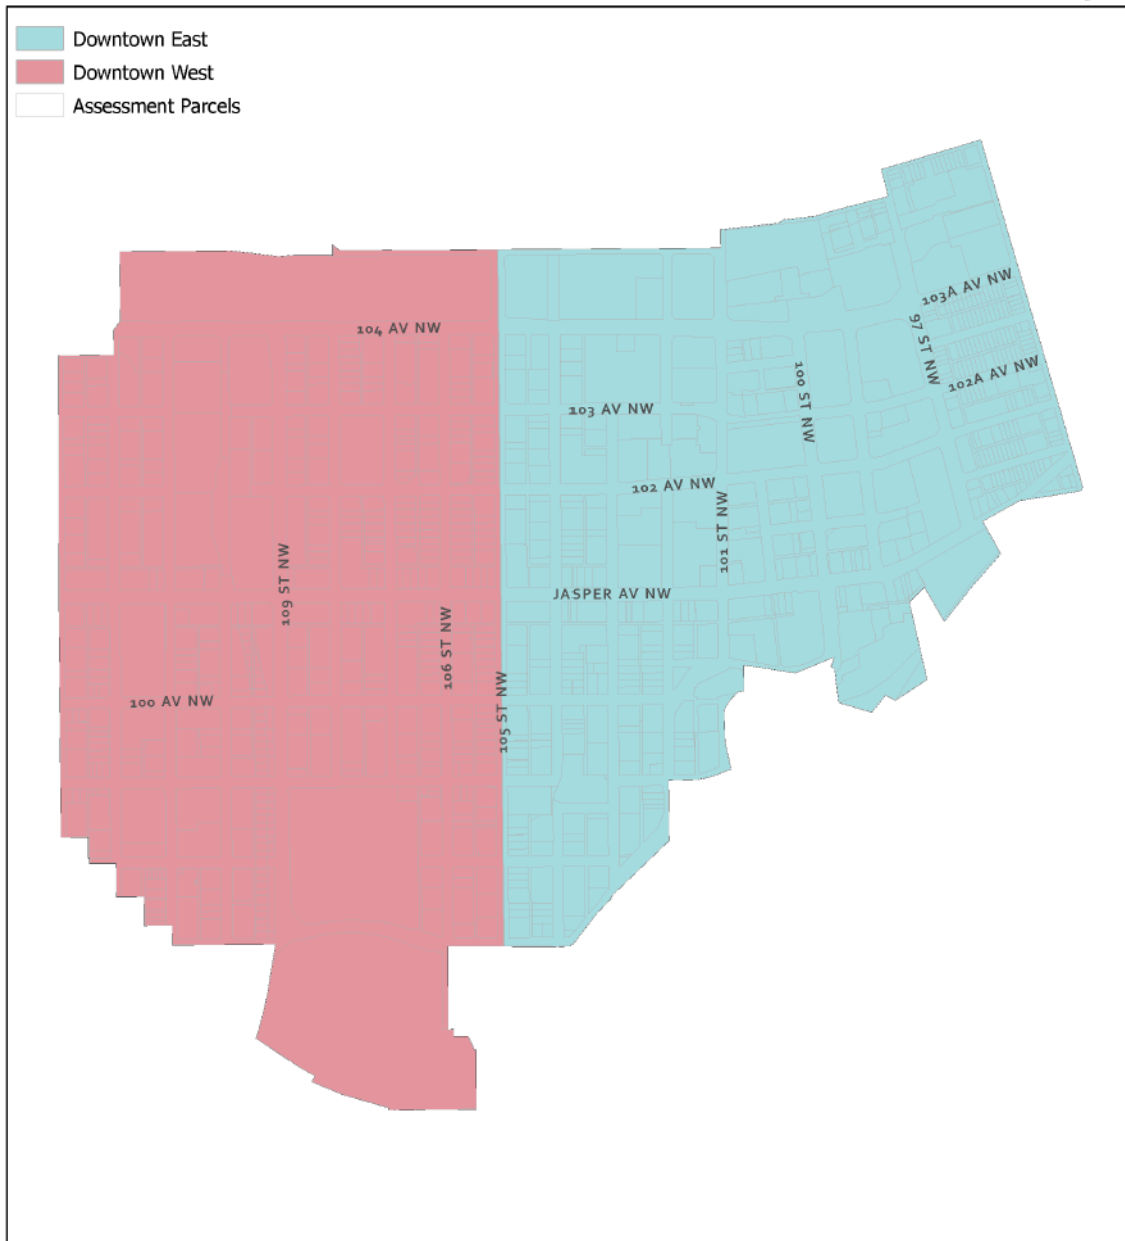 Downtown East
Downtown West
Assessment Parcels
103A AV NW
104 AV NW
97 ST NW
102A AV NW
100 ST NW
103 AV NW
102 AV NW
101 ST NW
109 ST NW
JASPER AV NW
106 ST NW
100 AV NW
105 ST NW